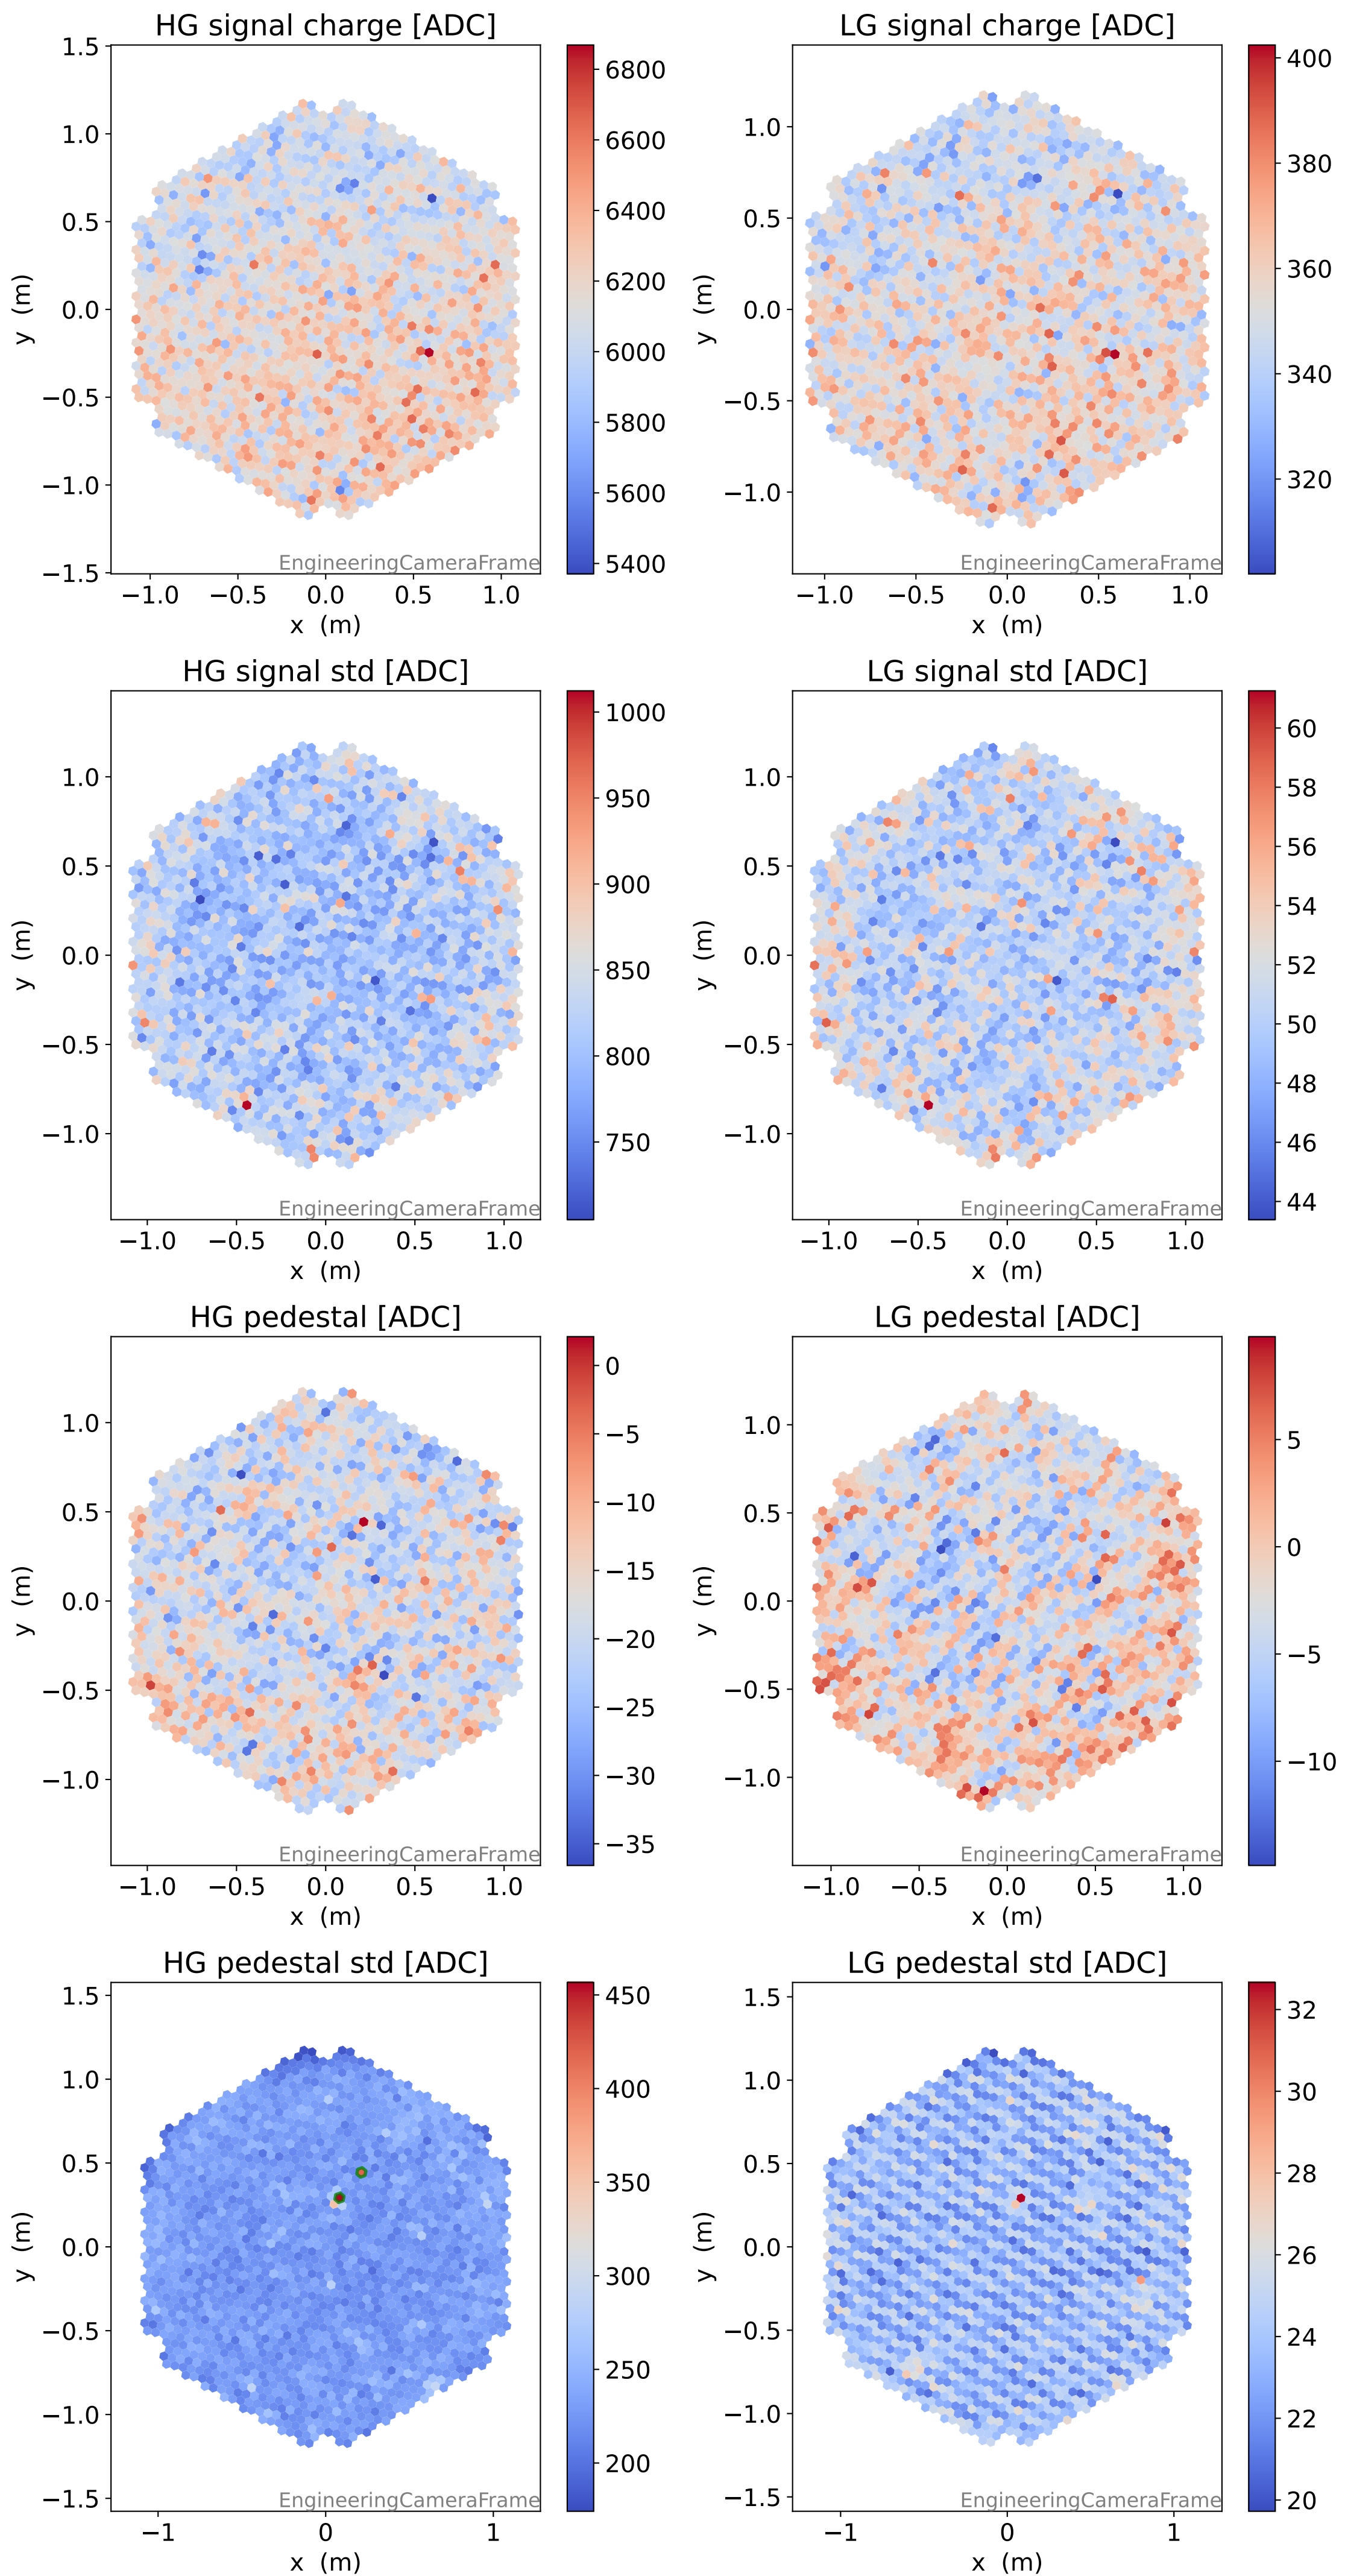 HG signal charge [ADC]
1.5
1.0
0.5
0.0
−0.5
−1.0
−1.5
y (m)
−1.0 −0.5 0.0 0.5 1.0
x (m)
EngineeringCameraFrame
6800
6600
6400
6200
6000
5800
5600
5400
LG signal charge [ADC]
1.0
0.5
0.0
−0.5
−1.0
y (m)
−1.0 −0.5 0.0 0.5 1.0
x (m)
EngineeringCameraFrame
400
380
360
340
320
HG signal std [ADC]
1.0
0.5
0.0
−0.5
−1.0
y (m)
−1.0 −0.5 0.0 0.5 1.0
x (m)
EngineeringCameraFrame
1000
950
900
850
800
750
LG signal std [ADC]
1.0
0.5
0.0
−0.5
−1.0
y (m)
−1.0 −0.5 0.0 0.5 1.0
x (m)
EngineeringCameraFrame
60
58
56
54
52
50
48
46
44
HG pedestal [ADC]
1.0
0.5
0.0
−0.5
−1.0
y (m)
−1.0 −0.5 0.0 0.5 1.0
x (m)
EngineeringCameraFrame
0
−5
−10
−15
−20
−25
−30
−35
LG pedestal [ADC]
1.0
0.5
0.0
−0.5
−1.0
y (m)
−1.0 −0.5 0.0 0.5 1.0
x (m)
EngineeringCameraFrame
5
0
−5
−10
HG pedestal std [ADC]
1.5
1.0
0.5
0.0
−0.5
−1.0
−1.5
y (m)
−1 0 1
x (m)
EngineeringCameraFrame
450
400
350
300
250
200
LG pedestal std [ADC]
1.5
1.0
0.5
0.0
−0.5
−1.0
−1.5
y (m)
−1 0 1
x (m)
EngineeringCameraFrame
32
30
28
26
24
22
20